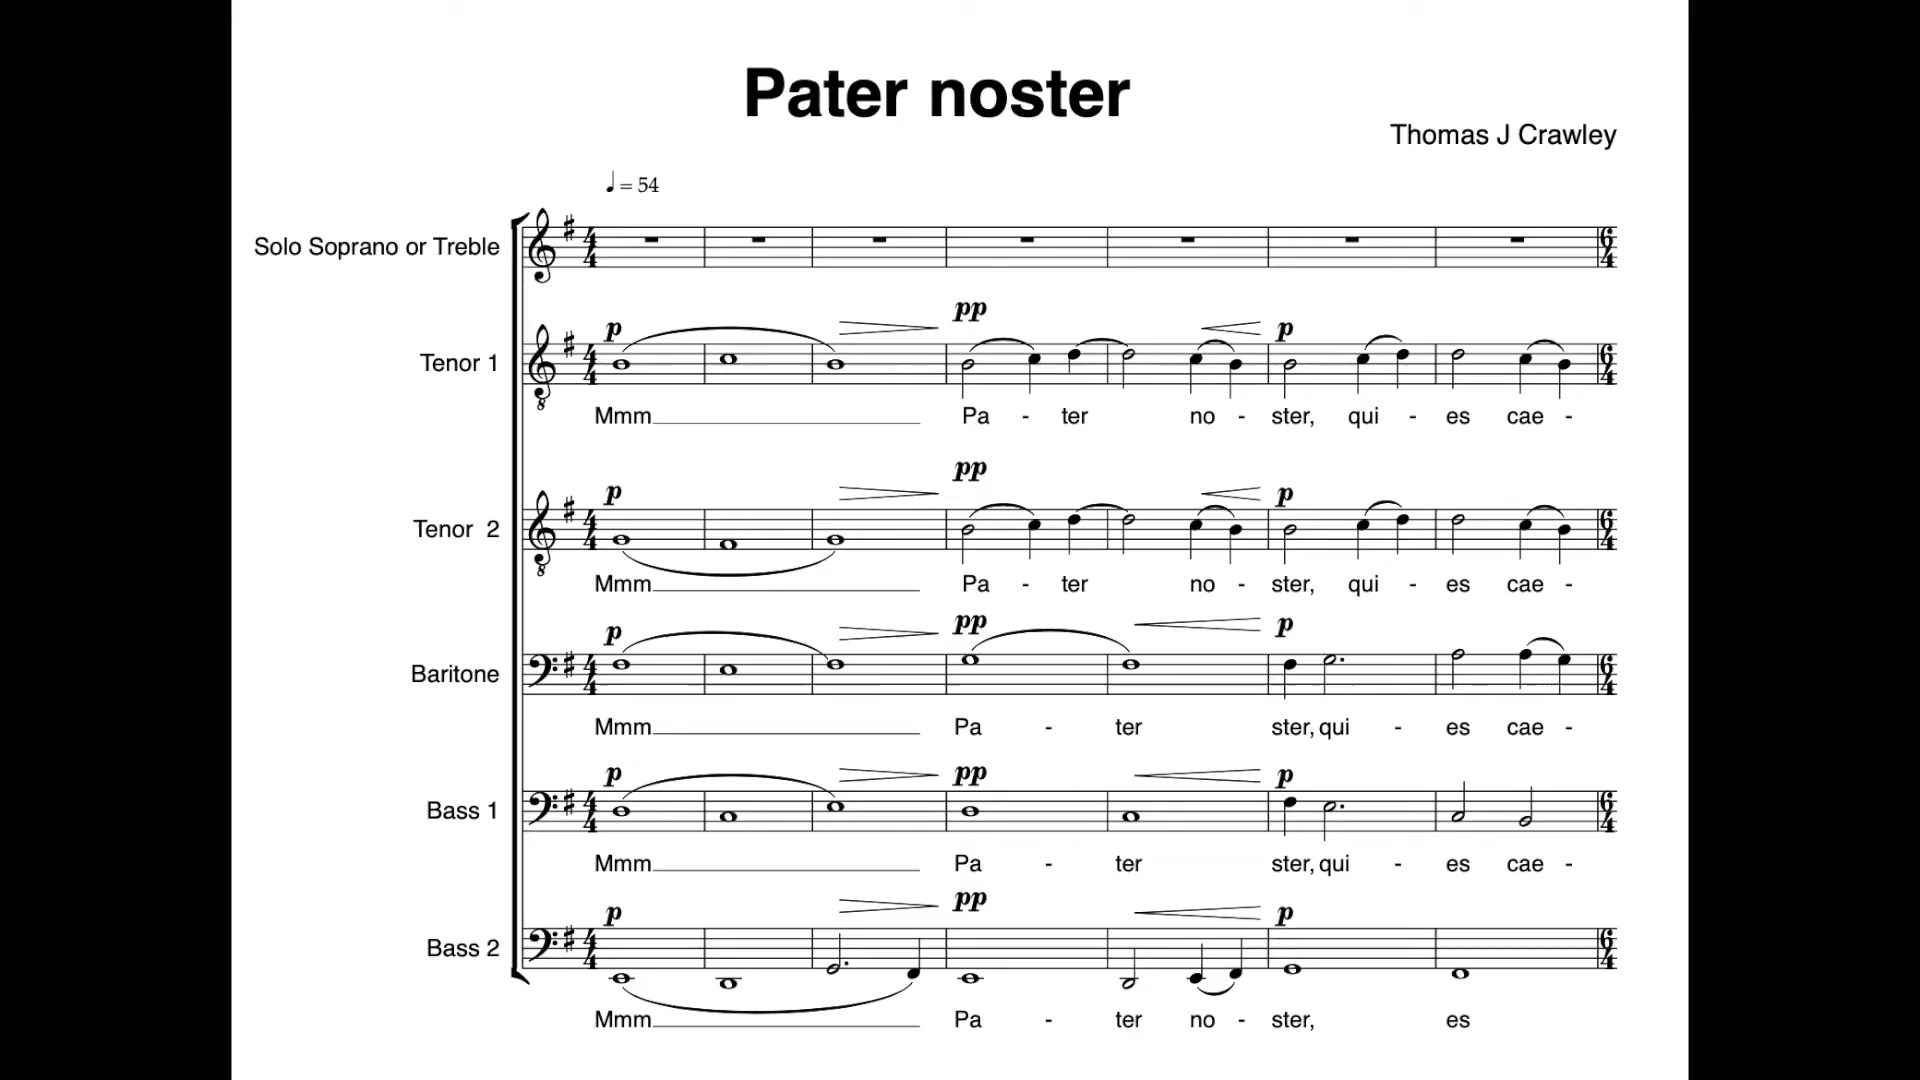 Pater noster
Thomas J Crawley
♩ = 54
Solo Soprano or Treble
pp
p p
Tenor 1
Mmm Pa - ter no - ster, qui - es cae -
pp
p p
Tenor 2
Mmm Pa - ter no - ster, qui - es cae -
p pp p
Baritone
Mmm Pa - ter ster, qui - es cae -
p pp p
Bass 1
Mmm Pa - ter ster, qui - es cae -
p pp p
Bass 2
Mmm Pa - ter no - ster, es